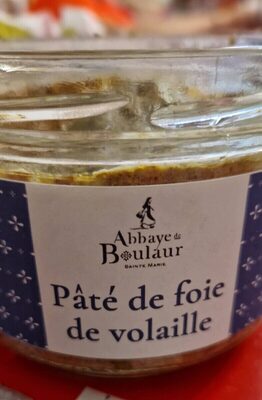 Abbaye de
Boulaur
SAINTE MARIE
Pâté de foie
de volaille